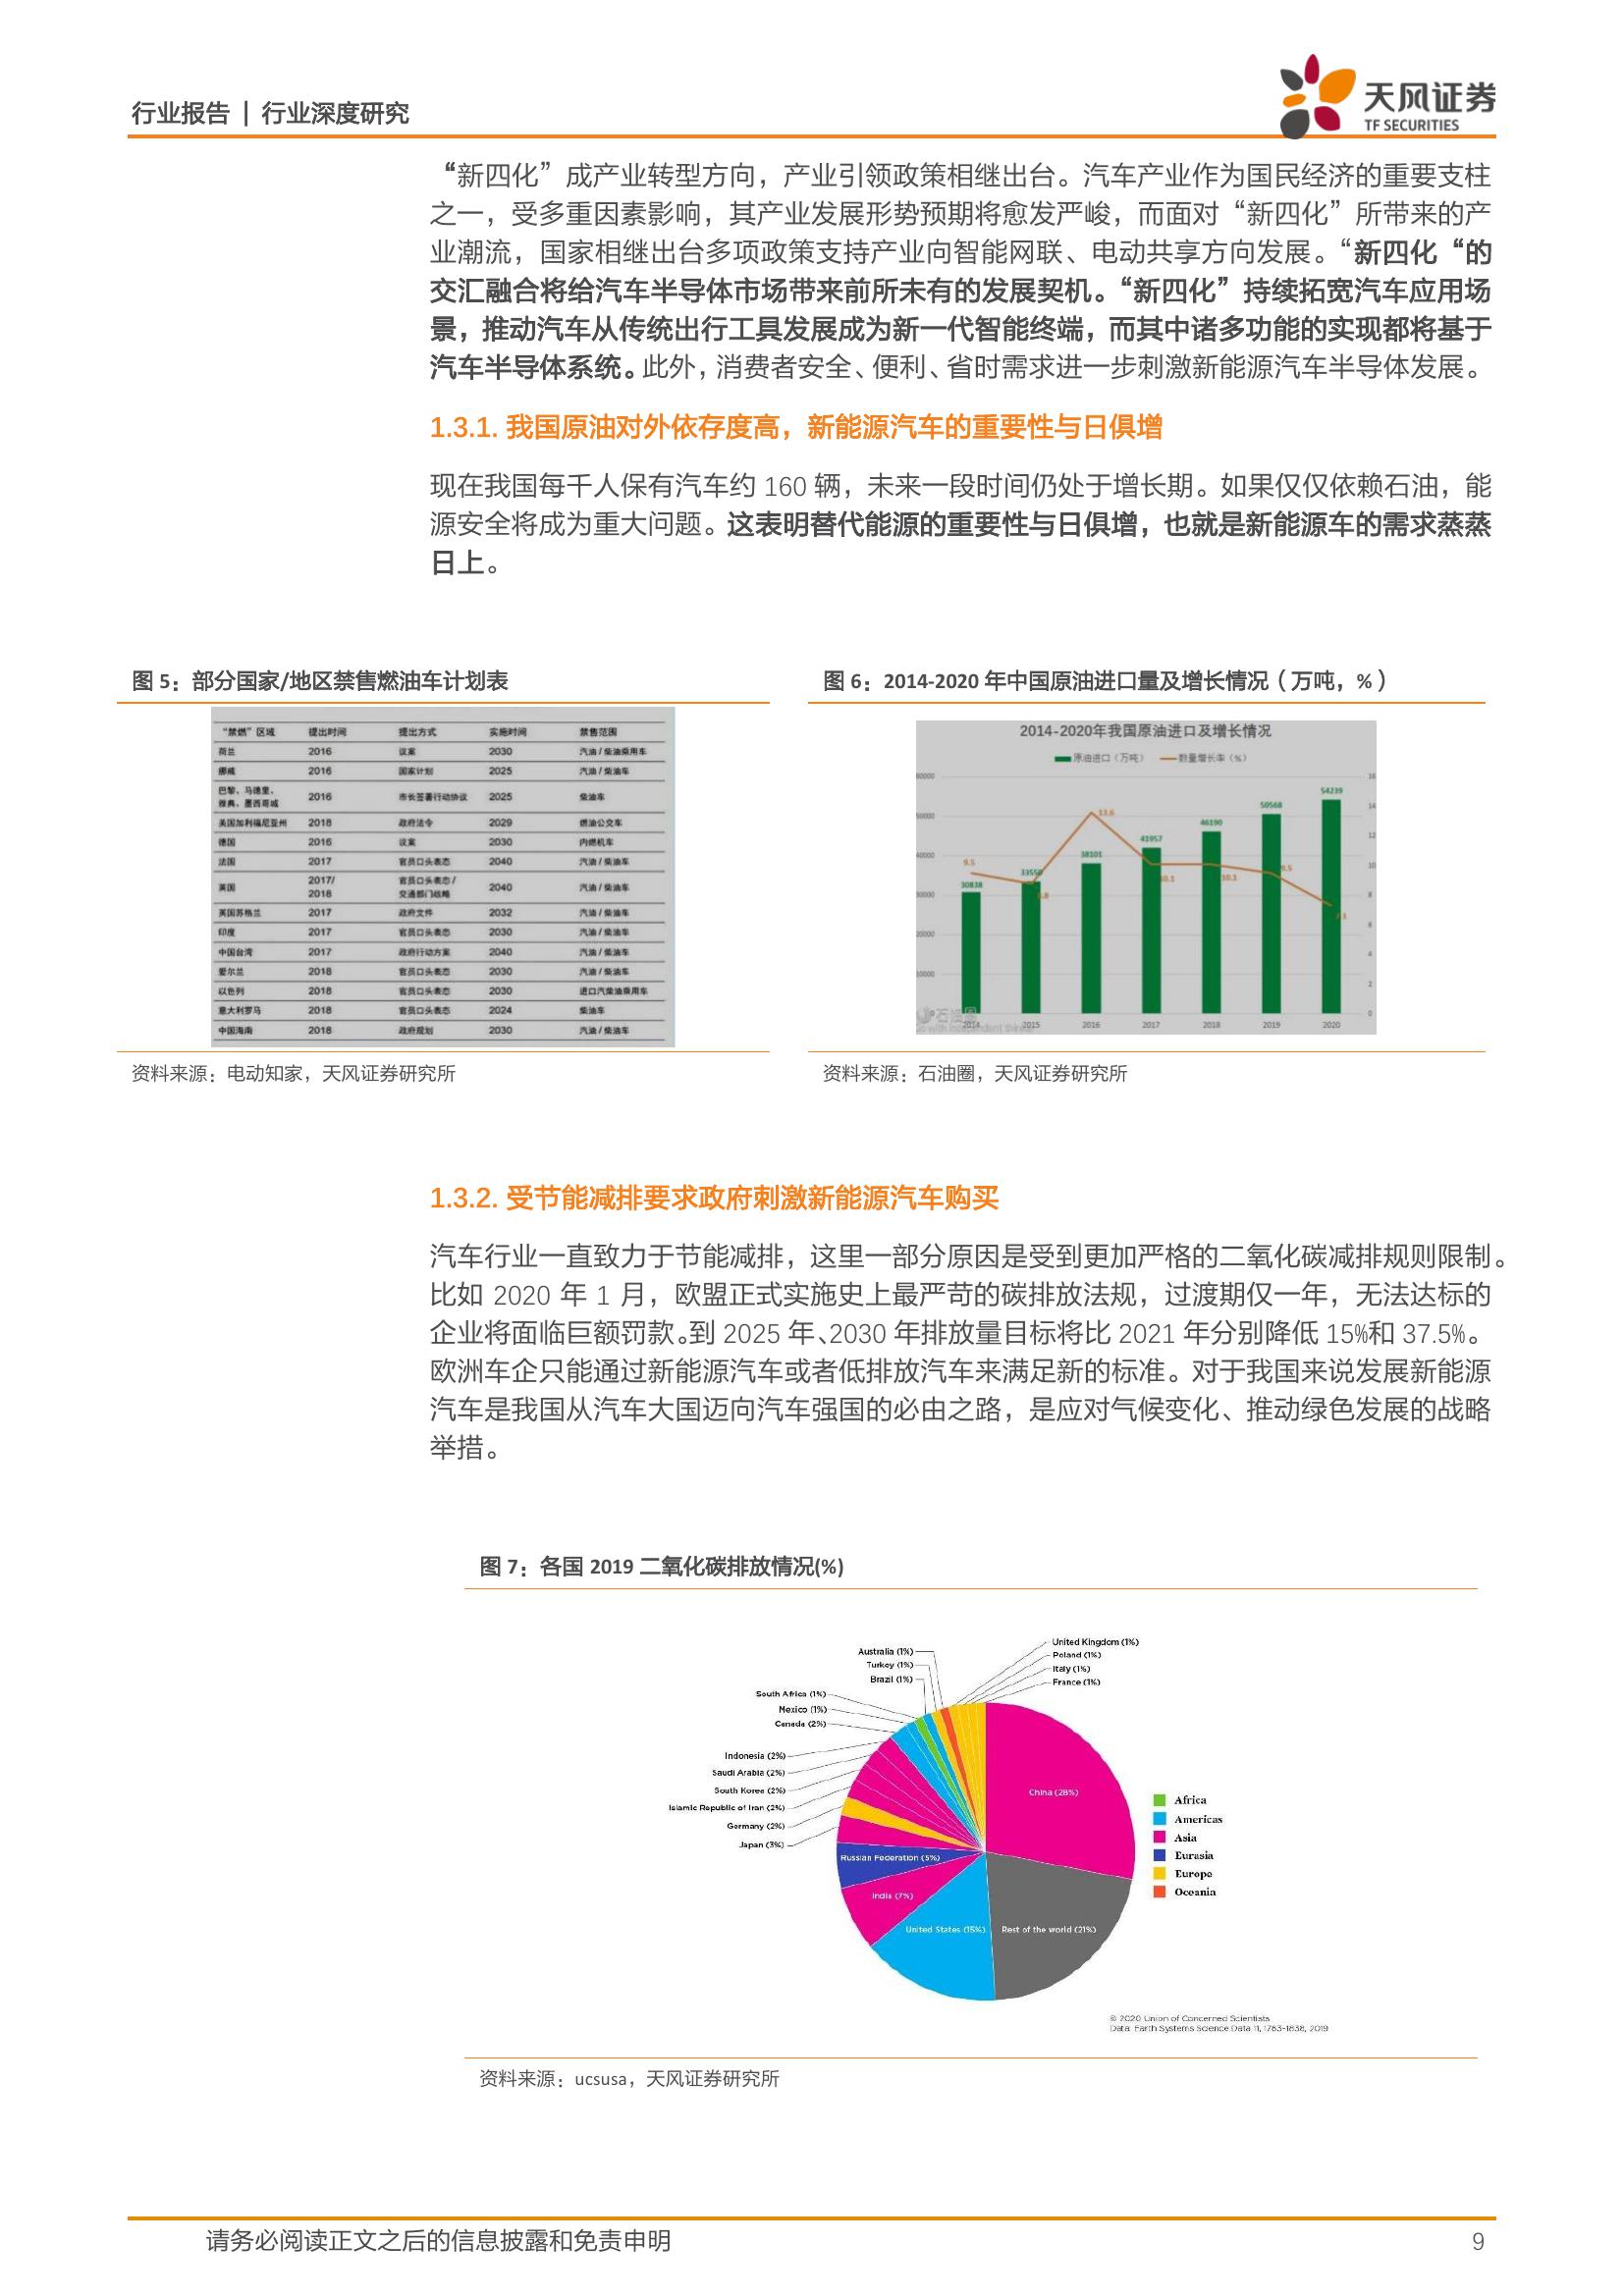 行业报告 | 行业深度研究
天风证券
TF SECURITIES
“新四化”成产业转型方向，产业引领政策相继出台。汽车产业作为国民经济的重要支柱
之一，受多重因素影响，其产业发展形势预期将愈发严峻，而面对“新四化”所带来的产
业潮流，国家相继出台多项政策支持产业向智能网联、电动共享方向发展。“新四化“的
交汇融合将给汽车半导体市场带来前所未有的发展契机。“新四化”持续拓宽汽车应用场
景，推动汽车从传统出行工具发展成为新一代智能终端，而其中诸多功能的实现都将基于
汽车半导体系统。此外，消费者安全、便利、省时需求进一步刺激新能源汽车半导体发展。
1.3.1. 我国原油对外依存度高，新能源汽车的重要性与日俱增
现在我国每千人保有汽车约 160 辆，未来一段时间仍处于增长期。如果仅仅依赖石油，能
源安全将成为重大问题。这表明替代能源的重要性与日俱增，也就是新能源车的需求蒸蒸
日上。
图 5：部分国家/地区禁售燃油车计划表
“禁燃”区域 提出时间 提出方式 实施时间 禁售范围
荷兰 2016 议案 2030 汽油 / 柴油乘用车
挪威 2016 国家计划 2025 汽油 / 柴油车
巴黎、马德里、
雅典、墨西哥城 2016 市长签署行动协议 2025 柴油车
美国加利福尼亚州 2018 政府法令 2029 燃油公交车
德国 2016 议案 2030 内燃机车
法国 2017 官员口头表态 2040 汽油 / 柴油车
英国 2017/ 2018 官员口头表态 / 交通部门战略 2040 汽油 / 柴油车
英国苏格兰 2017 政府文件 2032 汽油 / 柴油车
印度 2017 官员口头表态 2030 汽油 / 柴油车
中国台湾 2017 政府行动方案 2040 汽油 / 柴油车
爱尔兰 2018 官员口头表态 2030 汽油 / 柴油车
以色列 2018 官员口头表态 2030 进口汽柴油乘用车
意大利罗马 2018 官员口头表态 2024 柴油车
中国海南 2018 政府规划 2030 汽油 / 柴油车
资料来源：电动知家，天风证券研究所
图 6：2014-2020 年中国原油进口量及增长情况（万吨，%）
2014-2020年我国原油进口及增长情况
原油进口（万吨） 数量增长率（%）
60000 50000 40000 30000 20000 10000 0
16 14 12 10 8 6 4 2 0
30838 33550 38101 41957 46190 50568 54239
9.5 8.8 13.6 10.1 10.1 9.5
2014 2015 2016 2017 2018 2019 2020
资料来源：石油圈，天风证券研究所
1.3.2. 受节能减排要求政府刺激新能源汽车购买
汽车行业一直致力于节能减排，这里一部分原因是受到更加严格的二氧化碳减排规则限制。
比如 2020 年 1 月，欧盟正式实施史上最严苛的碳排放法规，过渡期仅一年，无法达标的
企业将面临巨额罚款。到 2025 年、2030 年排放量目标将比 2021 年分别降低 15%和 37.5%。
欧洲车企只能通过新能源汽车或者低排放汽车来满足新的标准。对于我国来说发展新能源
汽车是我国从汽车大国迈向汽车强国的必由之路，是应对气候变化、推动绿色发展的战略
举措。
图 7：各国 2019 二氧化碳排放情况(%)
United Kingdom (1%)
Poland (1%)
Italy (1%)
France (1%)
Australia (1%)
Turkey (1%)
Brazil (1%)
South Africa (1%)
Mexico (1%)
Canada (2%)
Indonesia (2%)
Saudi Arabia (2%)
South Korea (2%)
Islamic Republic of Iran (2%)
Germany (2%)
Japan (3%)
Russian Federation (5%)
India (7%)
United States (15%)
Rest of the world (21%)
China (28%)
Africa
Americas
Asia
Eurasia
Europe
Oceania
© 2020 Union of Concerned Scientists
Data: Earth Systems Science Data 11, 1783-1838, 2019
资料来源：ucsusa，天风证券研究所
请务必阅读正文之后的信息披露和免责申明
9